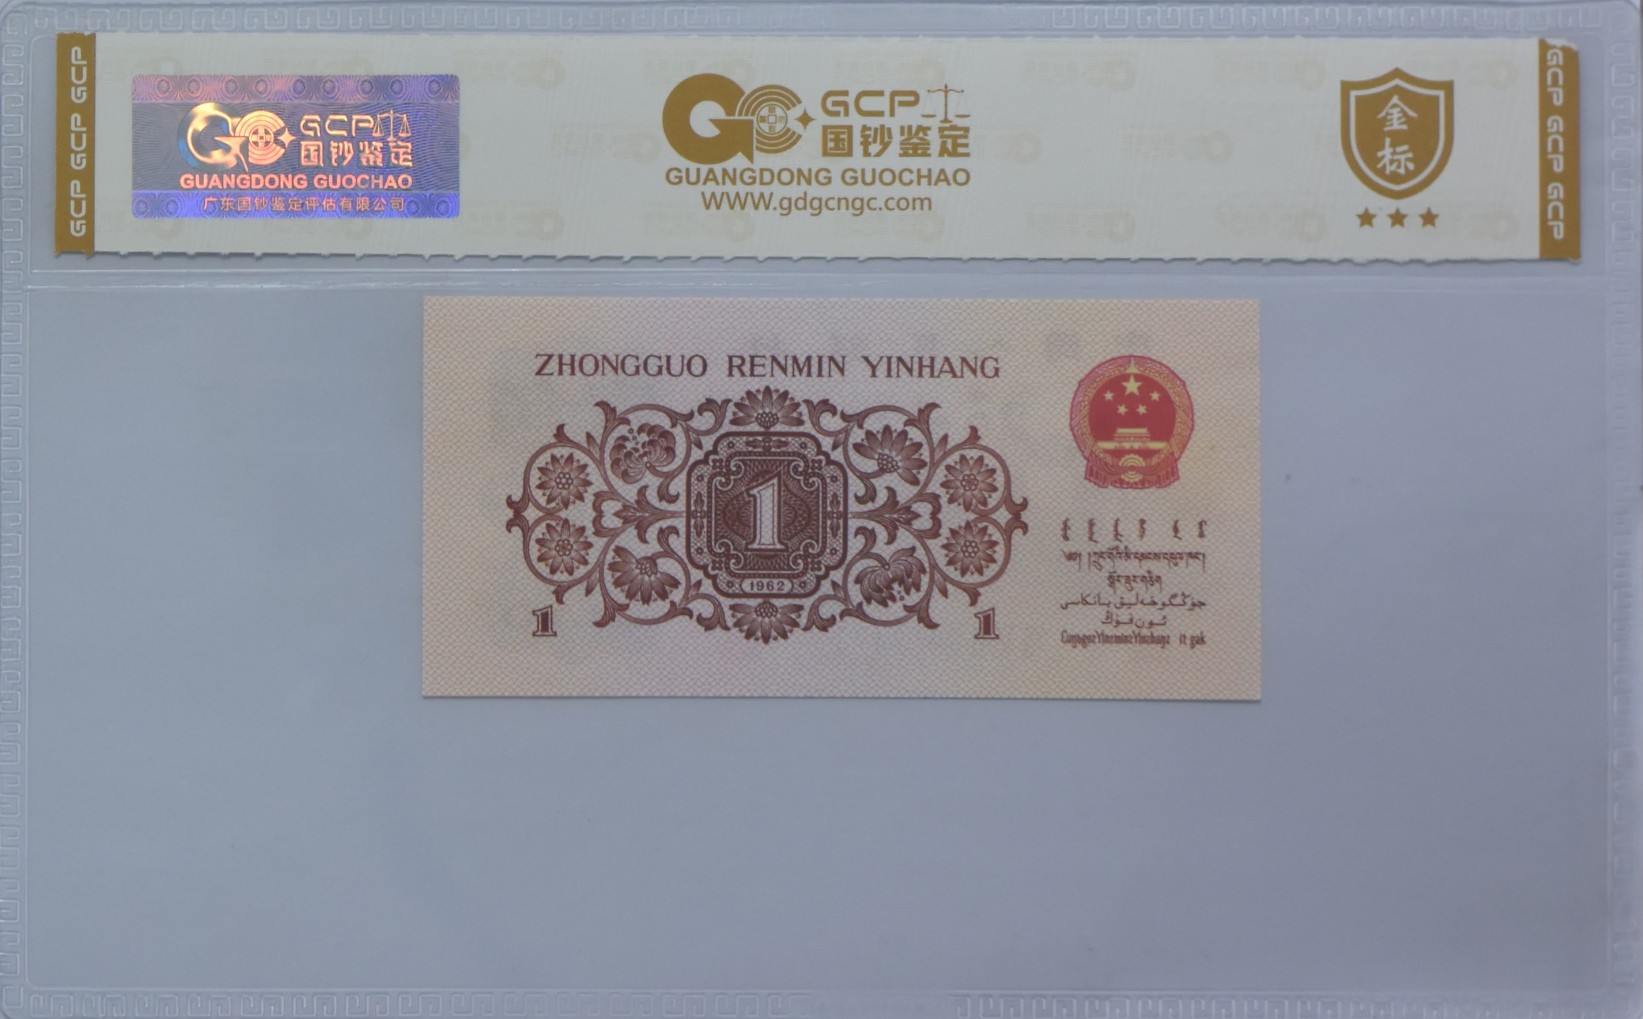 GCP GCP GCP
GCP
国钞鉴定
GUANGDONG GUOCHAO
广东国钞鉴定评估有限公司
GCP
国钞鉴定
GUANGDONG GUOCHAO
WWW.gdgcngc.com
金标
GCP GCP GCP
ZHONGGUO RENMIN YINHANG
1
1962
1
1